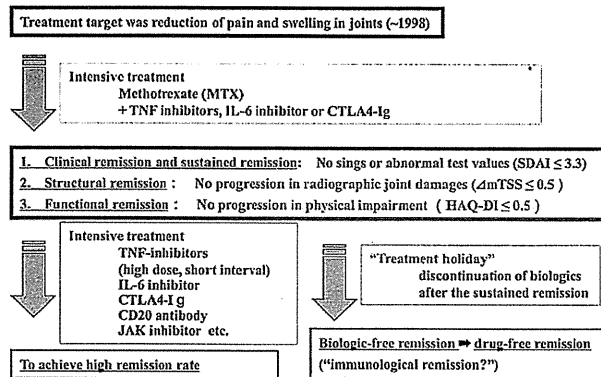 Treatment target was reduction of pain and swelling in joints (~1998)
Intensive treatment
Methotrexate (MTX)
+TNF inhibitors, IL-6 inhibitor or CTLA4-Ig
1. Clinical remission and sustained remission: No sings or abnormal test values (SDAI ≤ 3.3)
2. Structural remission : No progression in radiographic joint damages (⊿mTSS ≤ 0.5 )
3. Functional remission : No progression in physical impairment ( HAQ-DI ≤ 0.5 )
Intensive treatment
TNF-inhibitors
(high dose, short interval)
IL-6 inhibitor
CTLA4-I g
CD20 antibody
JAK inhibitor etc.
"Treatment holiday"
discontinuation of biologics
after the sustained remission
To achieve high remission rate
Biologic-free remission ➡ drug-free remission
("immunological remission?")